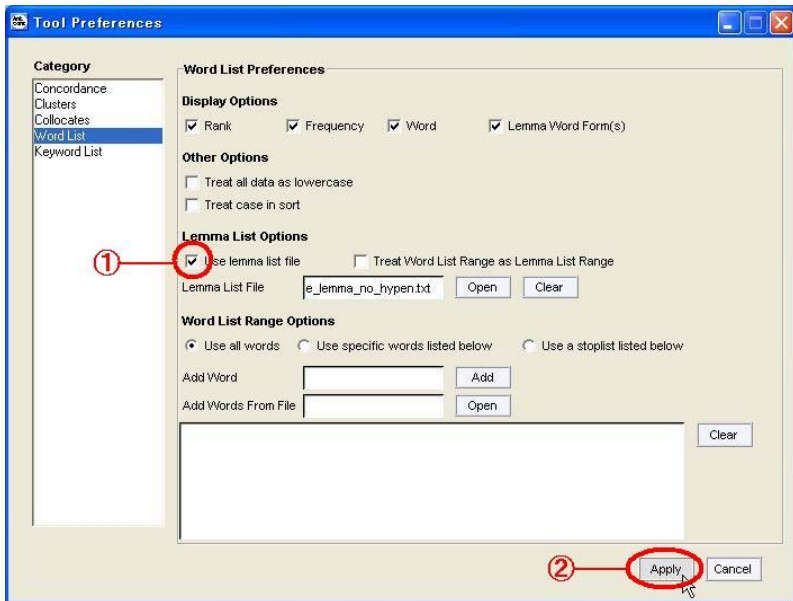 Tool Preferences
Category
Concordance
Clusters
Collocates
Word List
Keyword List
Word List Preferences
Display Options
Rank Frequency Word Lemma Word Form(s)
Other Options
Treat all data as lowercase
Treat case in sort
Lemma List Options
① Use lemma list file Treat Word List Range as Lemma List Range
Lemma List File e_lemma_no_hypen.txt Open Clear
Word List Range Options
Use all words Use specific words listed below Use a stoplist listed below
Add Word Add
Add Words From File Open
Clear
② Apply Cancel